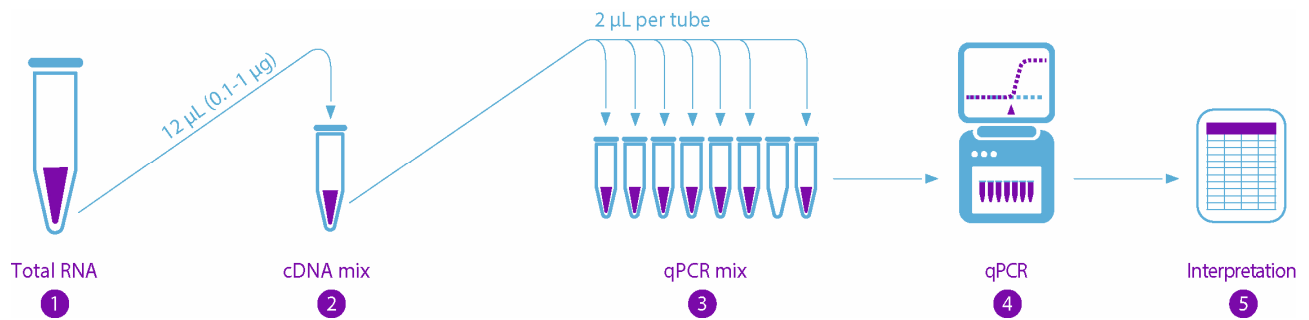 2 µL per tube
12 µL (0.1-1 µg)
Total RNA
cDNA mix
qPCR mix
qPCR
Interpretation
1
2
3
4
5